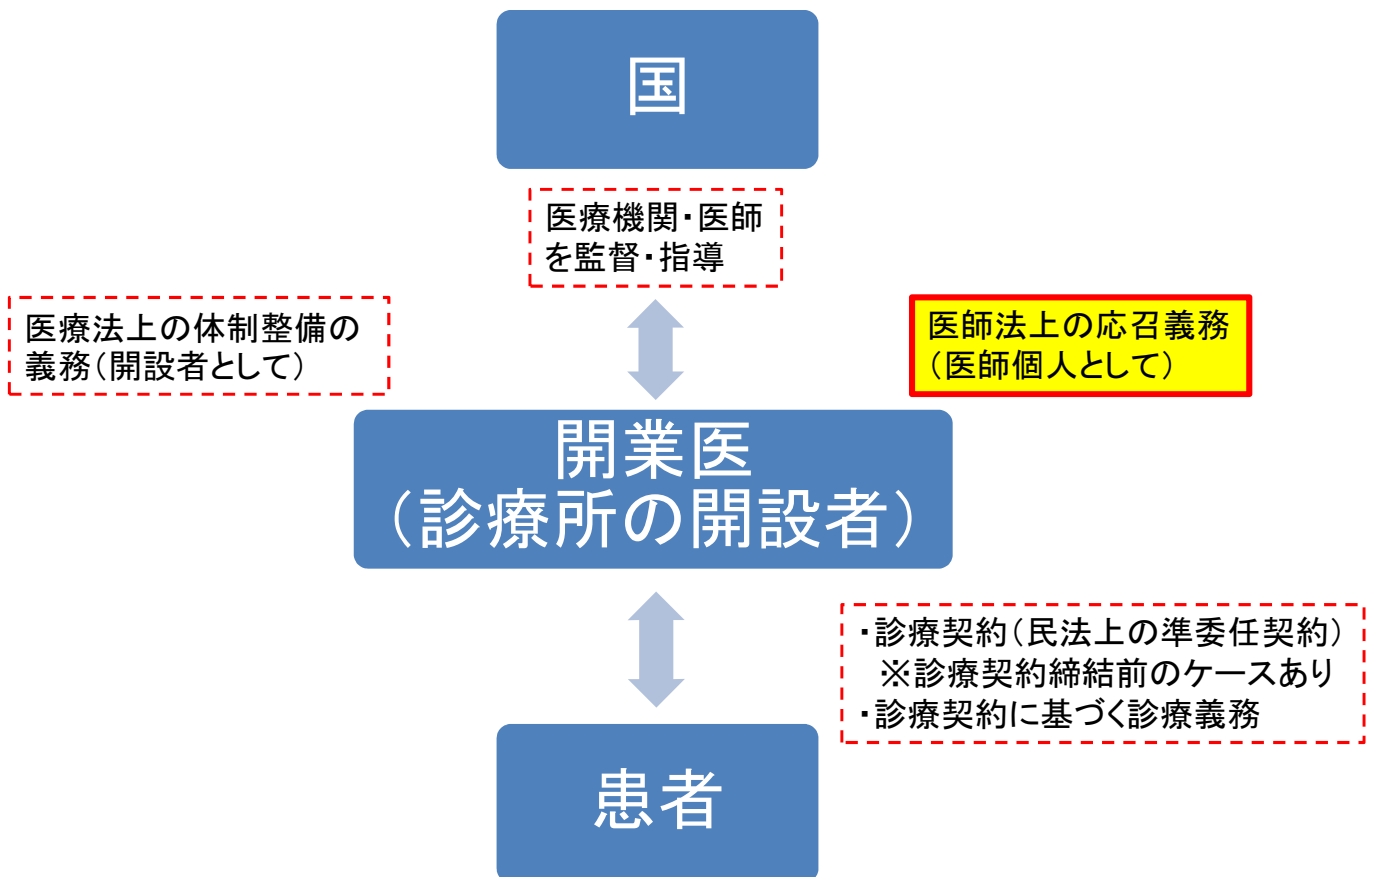 国
医療機関・医師
を監督・指導
医療法上の体制整備の
義務(開設者として)
医師法上の応召義務
(医師個人として)
開業医
(診療所の開設者)
・診療契約(民法上の準委任契約)
※診療契約締結前のケースあり
・診療契約に基づく診療義務
患者